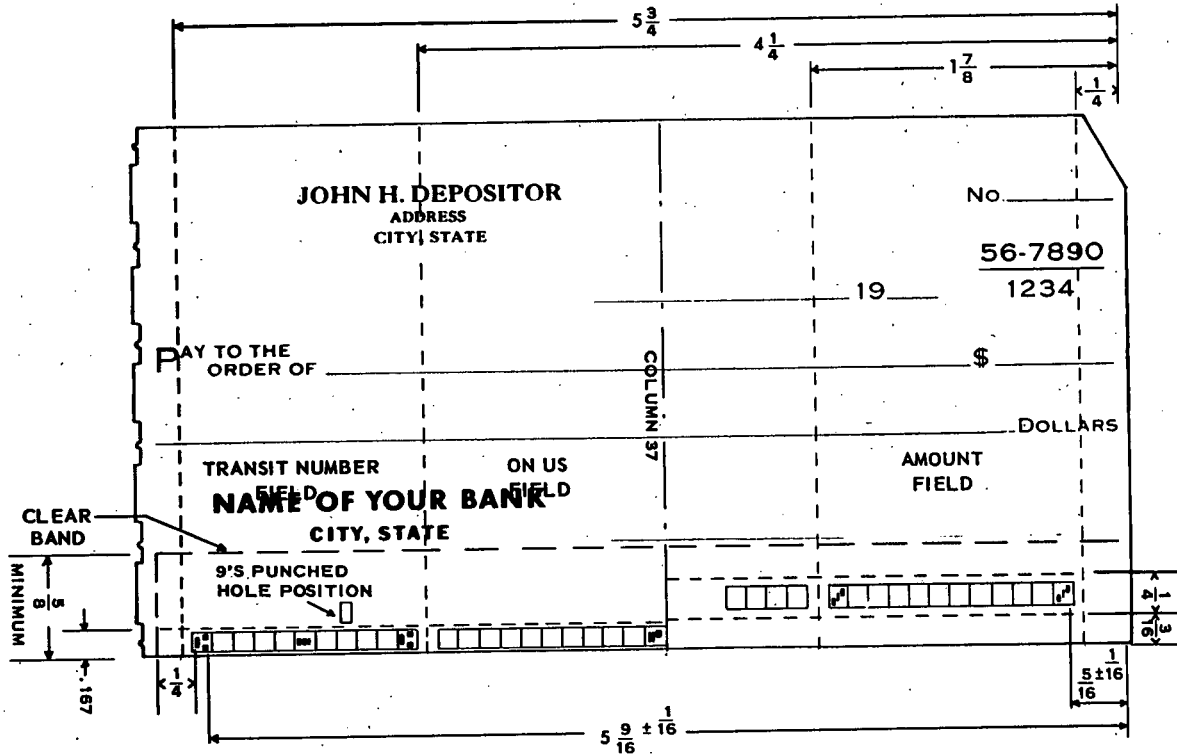 5 3/4
4 1/4
1 7/8
1/4
JOHN H. DEPOSITOR
ADDRESS
CITY, STATE
No.
56-7890
1234
19
PAY TO THE
ORDER OF
$
COLUMN 37
DOLLARS
TRANSIT NUMBER
FIELD
ON US
FIELD
AMOUNT
FIELD
NAME OF YOUR BANK
CITY, STATE
CLEAR
BAND
9'S PUNCHED
HOLE POSITION
5/8
MINIMUM
1/4
3/16
.167
1/4
5/16 ± 1/16
5 9/16 ± 1/16